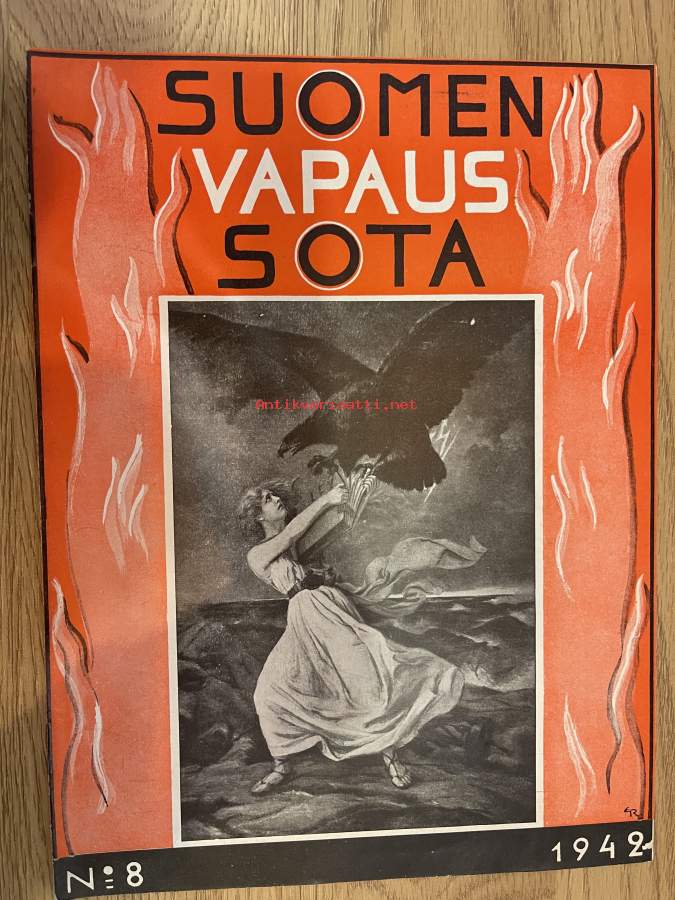 SUOMEN
VAPAUS
SOTA
Antikvariaatti.net
No 8
1942